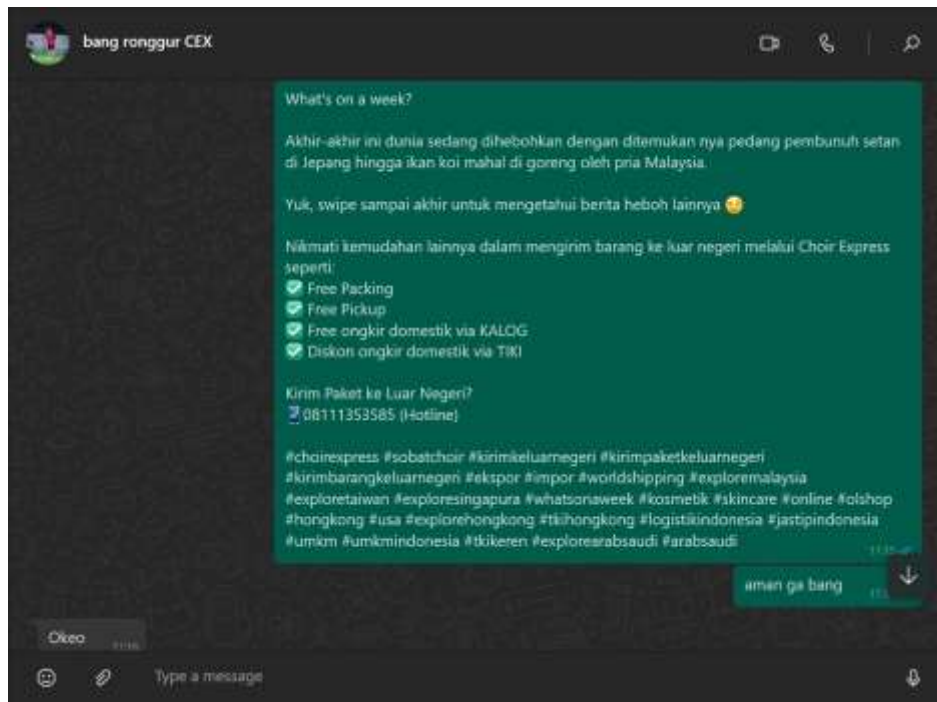 bang ronggur CEX
What's on a week?
Akhir-akhir ini dunia sedang dihebohkan dengan ditemukan nya pedang pembunuh setan
di Jepang hingga ikan koi mahal di goreng oleh pria Malaysia.
Yuk, swipe sampai akhir untuk mengetahui berita heboh lainnya
Nikmati kemudahan lainnya dalam mengirim barang ke luar negeri melalui Choir Express
seperti:
✅ Free Packing
✅ Free Pickup
✅ Free ongkir domestik via KALOG
✅ Diskon ongkir domestik via TIKI
Kirim Paket ke Luar Negeri?
08111353585 (Hotline)
#choirexpress #sobatchoir #kirimkeluarnegeri #kirimpaketkeluarnegeri
#kirimbarangkeluarnegeri #ekspor #impor #worldshipping #exploremalaysia
#exploretaiwan #exploresingapura #whatsonaweek #kosmetik #skincare #online #olshop
#hongkong #usa #explorehongkong #tkihongkong #logistikindonesia #jastipindonesia
#umkm #umkmindonesia #tkikeren #explorearabsaudi #arabsaudi
aman ga bang
Okeo
Type a message